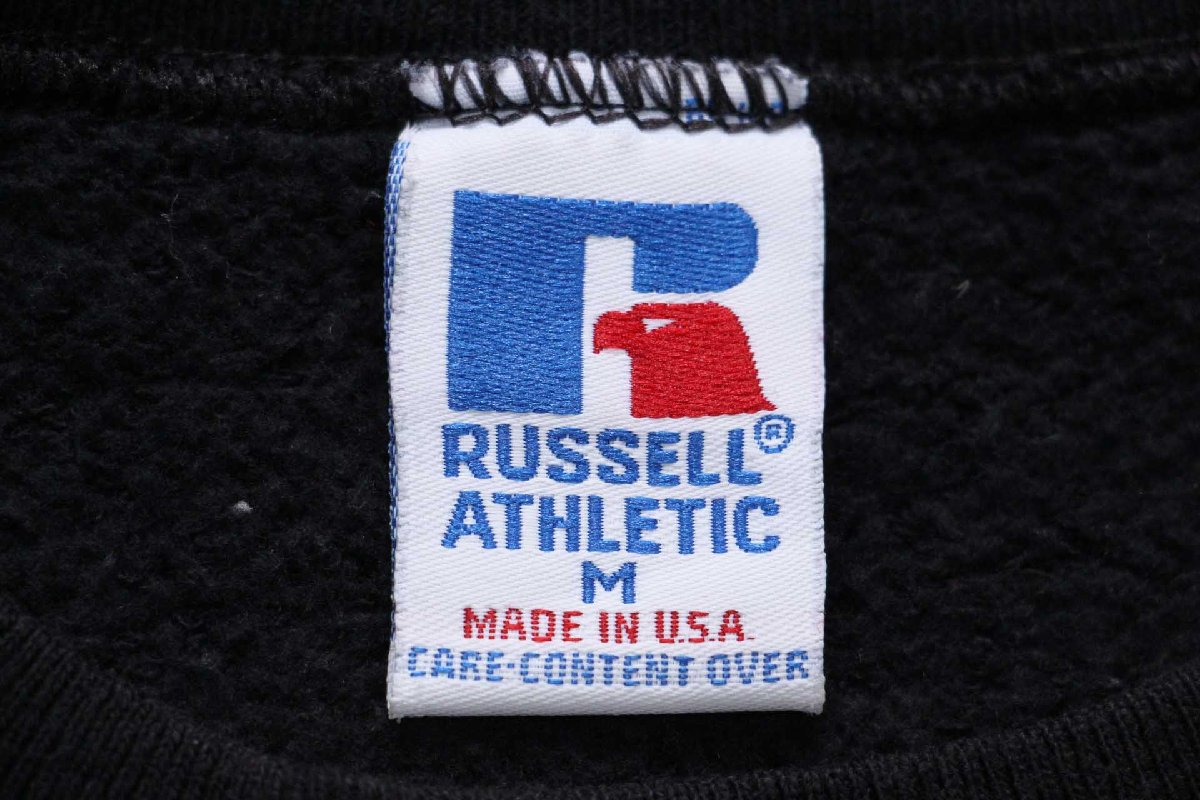 RUSSELL®
ATHLETIC
M
MADE IN U.S.A.
CARE-CONTENT OVER